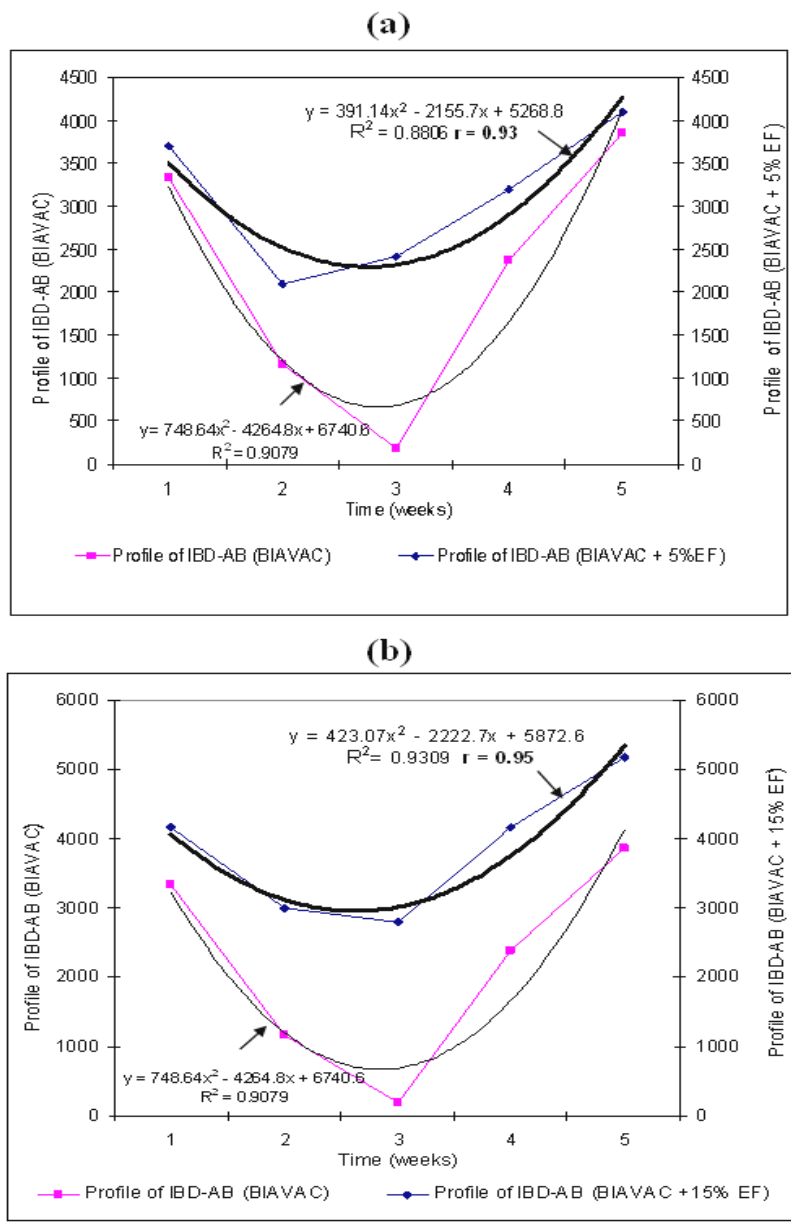 (a)
4500
4000
3500
3000
2500
2000
1500
1000
500
0
Profile of IBD-AB (BIAVAC)
y = 391.14x² - 2155.7x + 5268.8
R² = 0.8806 r = 0.93
y= 748.64x² - 4264.8x + 6740.6
R² = 0.9079
4500
4000
3500
3000
2500
2000
1500
1000
500
0
Profile of IBD-AB (BIAVAC + 5% EF)
1 2 3 4 5
Time (weeks)
Profile of IBD-AB (BIAVAC) Profile of IBD-AB (BIAVAC + 5%EF)
(b)
6000
5000
4000
3000
2000
1000
0
Profile of IBD-AB (BIAVAC)
y = 423.07x² - 2222.7x + 5872.6
R²= 0.9309 r = 0.95
y = 748.64x² - 4264.8x + 6740.6
R² = 0.9079
6000
5000
4000
3000
2000
1000
0
Profile of IBD-AB (BIAVAC + 15% EF)
1 2 3 4 5
Time (weeks)
Profile of IBD-AB (BIAVAC) Profile of IBD-AB (BIAVAC +15% EF)